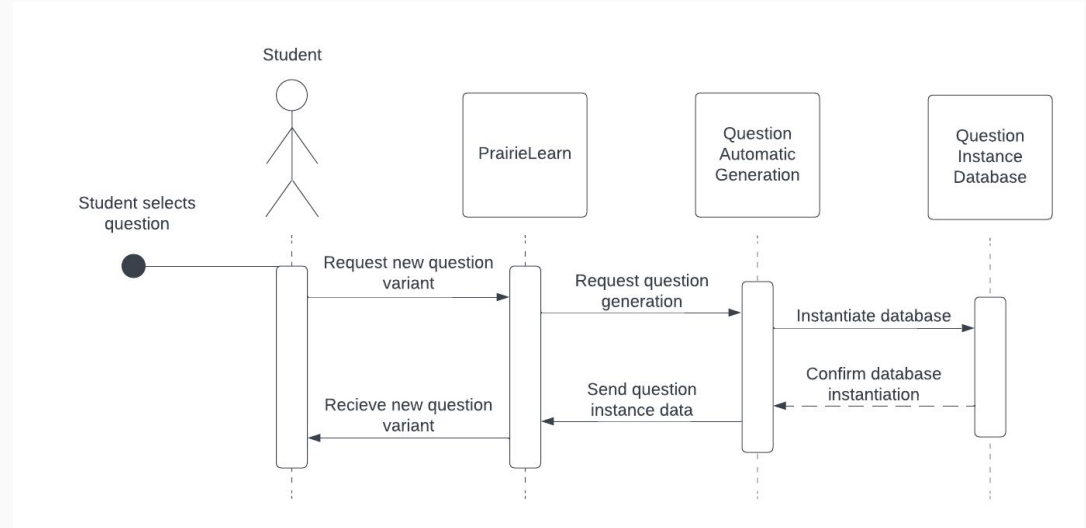 Student
PrairieLearn
Question
Automatic
Generation
Question
Instance
Database
Student selects
question
Request new question
variant
Request question
generation
Instantiate database
Confirm database
instantiation
Send question
instance data
Recieve new question
variant